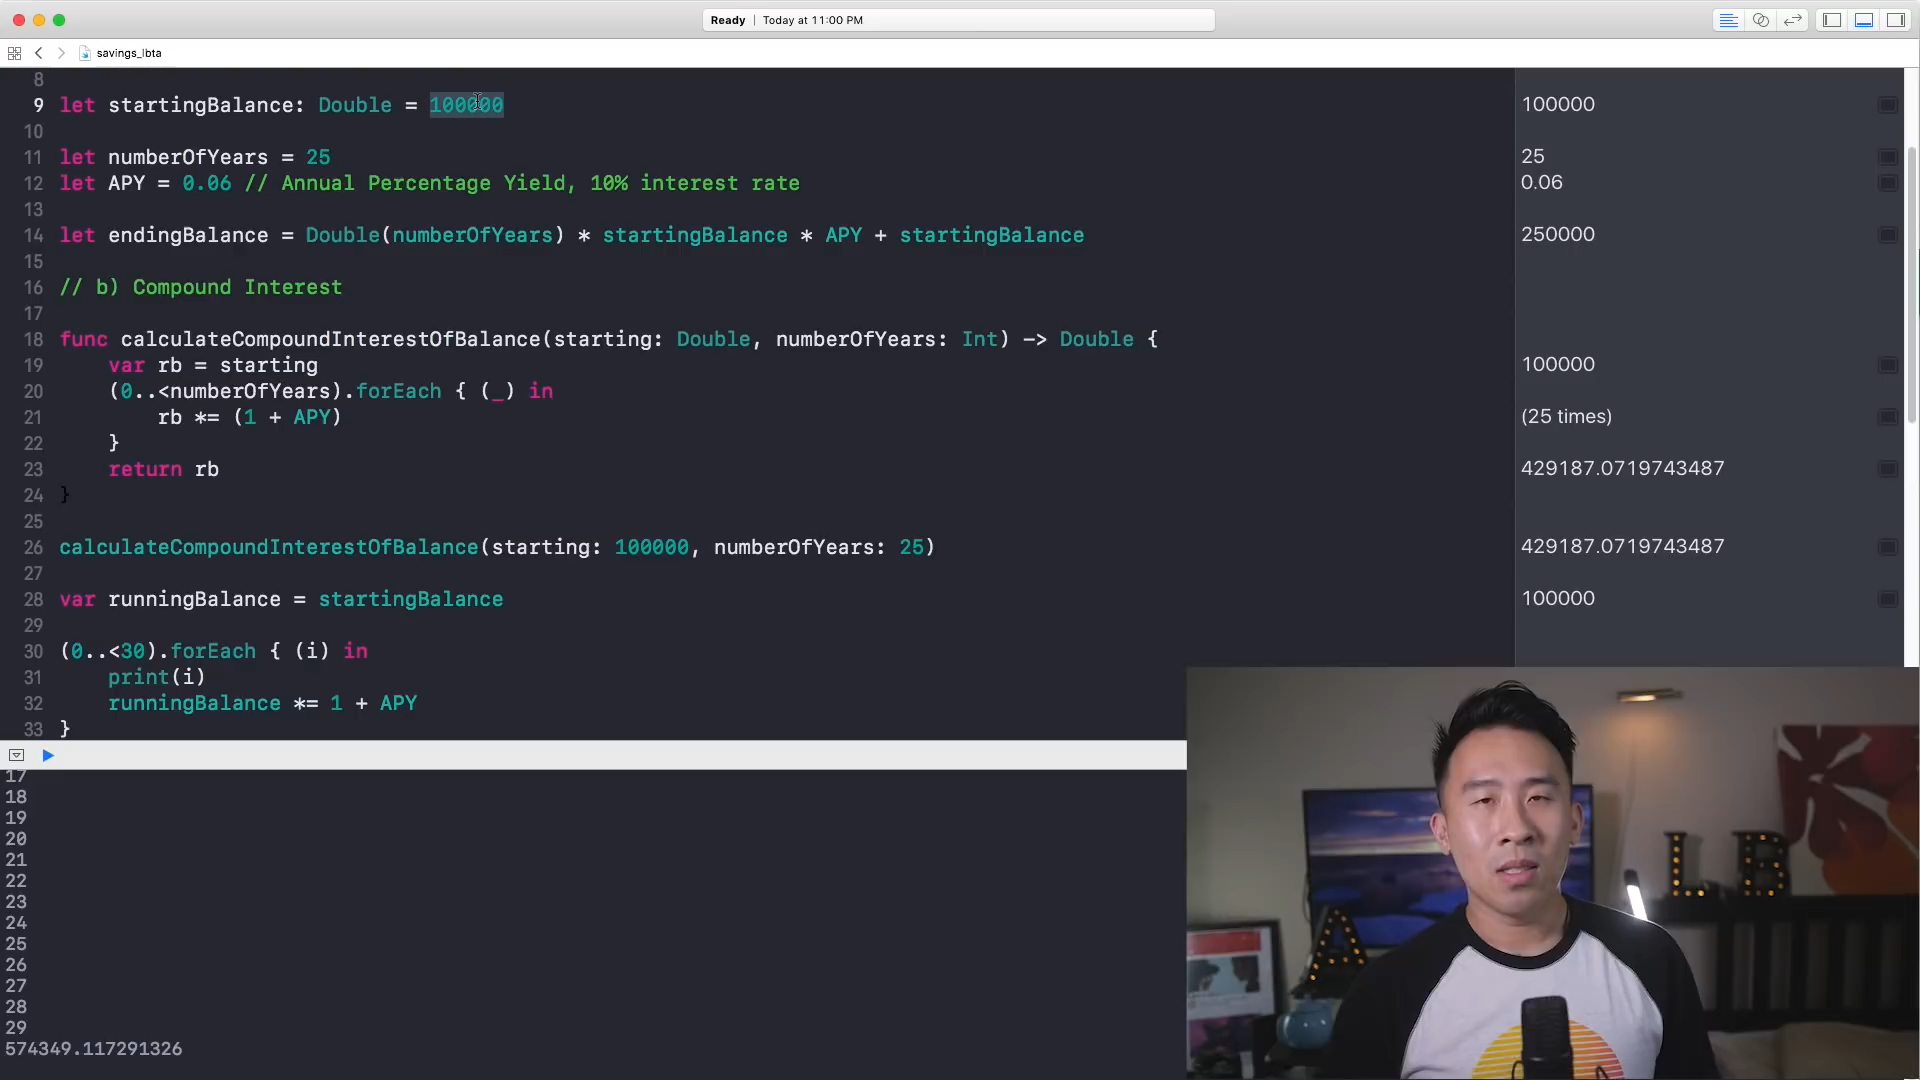 Ready | Today at 11:00 PM
savings_lbta
8
9 let startingBalance: Double = 100000 100000
10
11 let numberOfYears = 25 25
12 let APY = 0.06 // Annual Percentage Yield, 10% interest rate 0.06
13
14 let endingBalance = Double(numberOfYears) * startingBalance * APY + startingBalance 250000
15
16 // b) Compound Interest
17
18 func calculateCompoundInterestOfBalance(starting: Double, numberOfYears: Int) -> Double {
19 var rb = starting 100000
20 (0..<numberOfYears).forEach { (_) in
21 rb *= (1 + APY) (25 times)
22 }
23 return rb 429187.0719743487
24 }
25
26 calculateCompoundInterestOfBalance(starting: 100000, numberOfYears: 25) 429187.0719743487
27
28 var runningBalance = startingBalance 100000
29
30 (0..<30).forEach { (i) in
31 print(i)
32 runningBalance *= 1 + APY
33 }
17
18
19
20
21
22
23
24
25
26
27
28
29
574349.117291326
L B
A